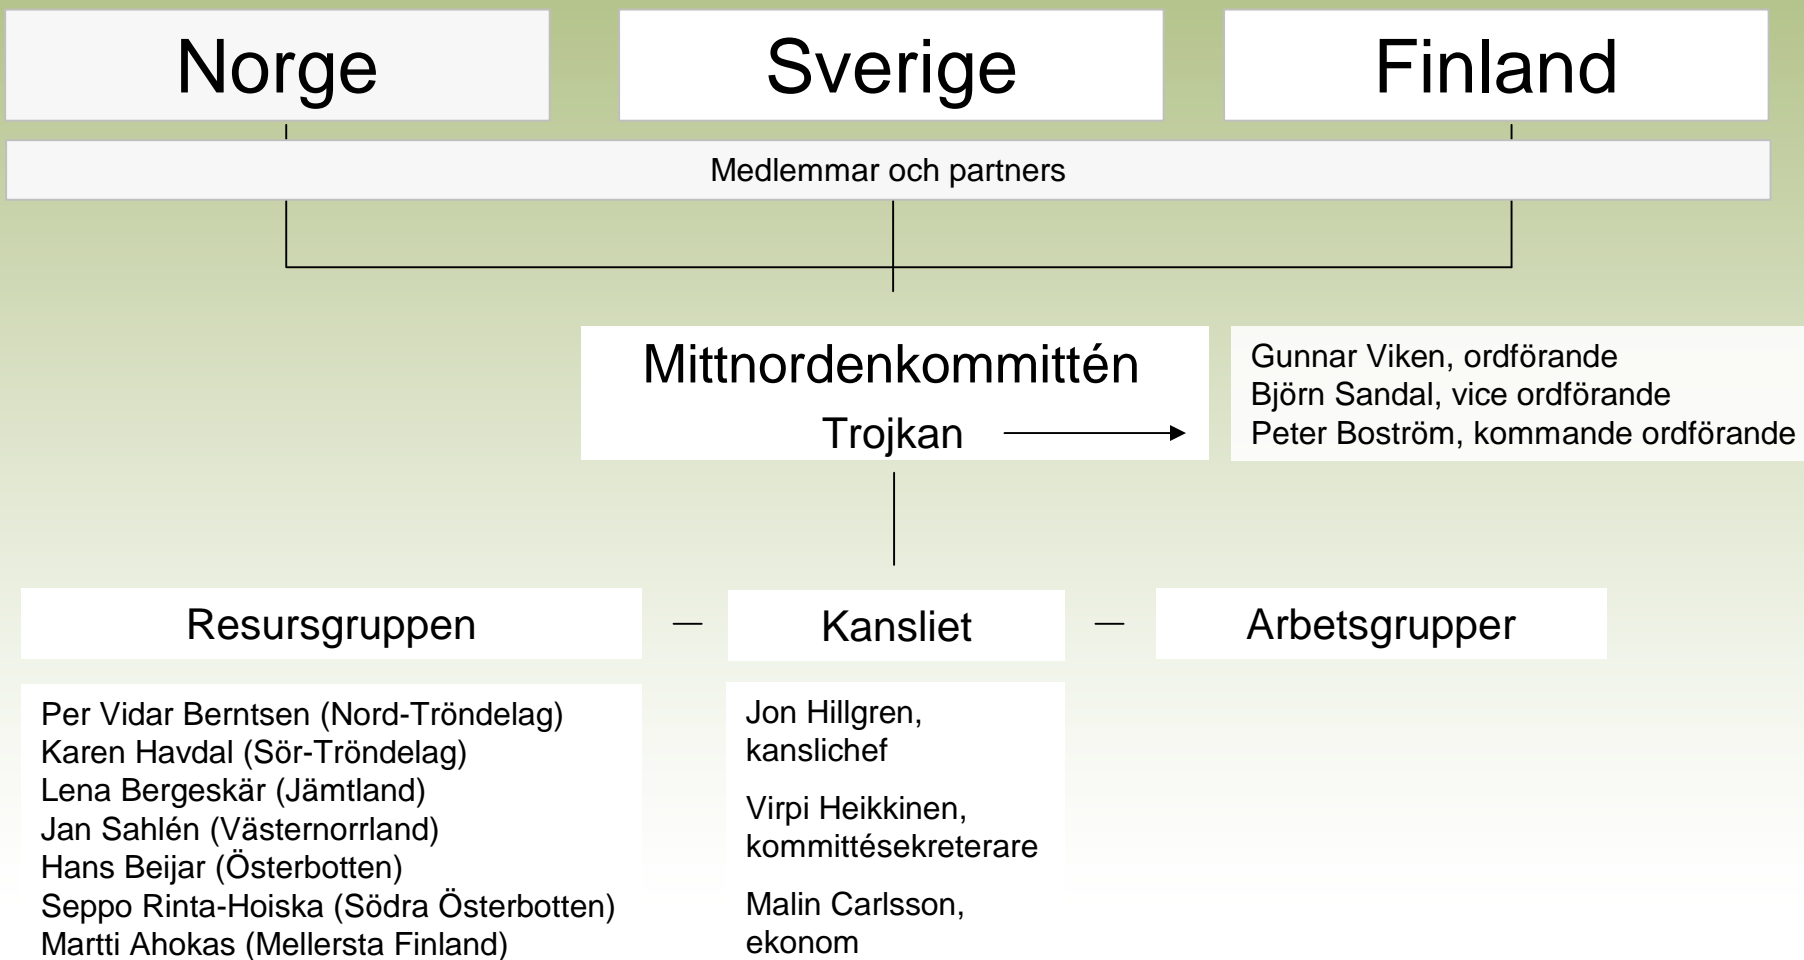 Norge
Sverige
Finland
Medlemmar och partners
Mittnordenkommittén
Trojkan
Gunnar Viken, ordförande
Björn Sandal, vice ordförande
Peter Boström, kommande ordförande
Resursgruppen
Kansliet
Arbetsgrupper
Per Vidar Berntsen (Nord-Tröndelag)
Karen Havdal (Sör-Tröndelag)
Lena Bergeskär (Jämtland)
Jan Sahlén (Västernorrland)
Hans Beijar (Österbotten)
Seppo Rinta-Hoiska (Södra Österbotten)
Martti Ahokas (Mellersta Finland)
Jon Hillgren,
kanslichef
Virpi Heikkinen,
kommittésekreterare
Malin Carlsson,
ekonom